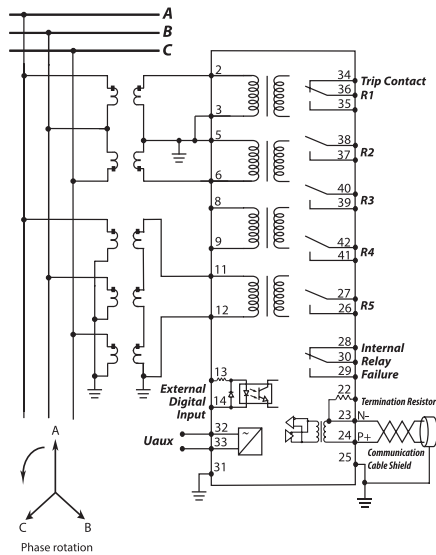 A
B
C
2
3
5
6
8
9
11
12
13
14
32
33
31
34 Trip Contact
36 R1
35
38
37 R2
40 R3
39
42
41 R4
27
26 R5
28 Internal
30 Relay
29 Failure
22 Termination Resistor
23 N-
24 P+
25 Communication
Cable Shield
External
Digital
Input
Uaux
~
A
C
B
Phase rotation